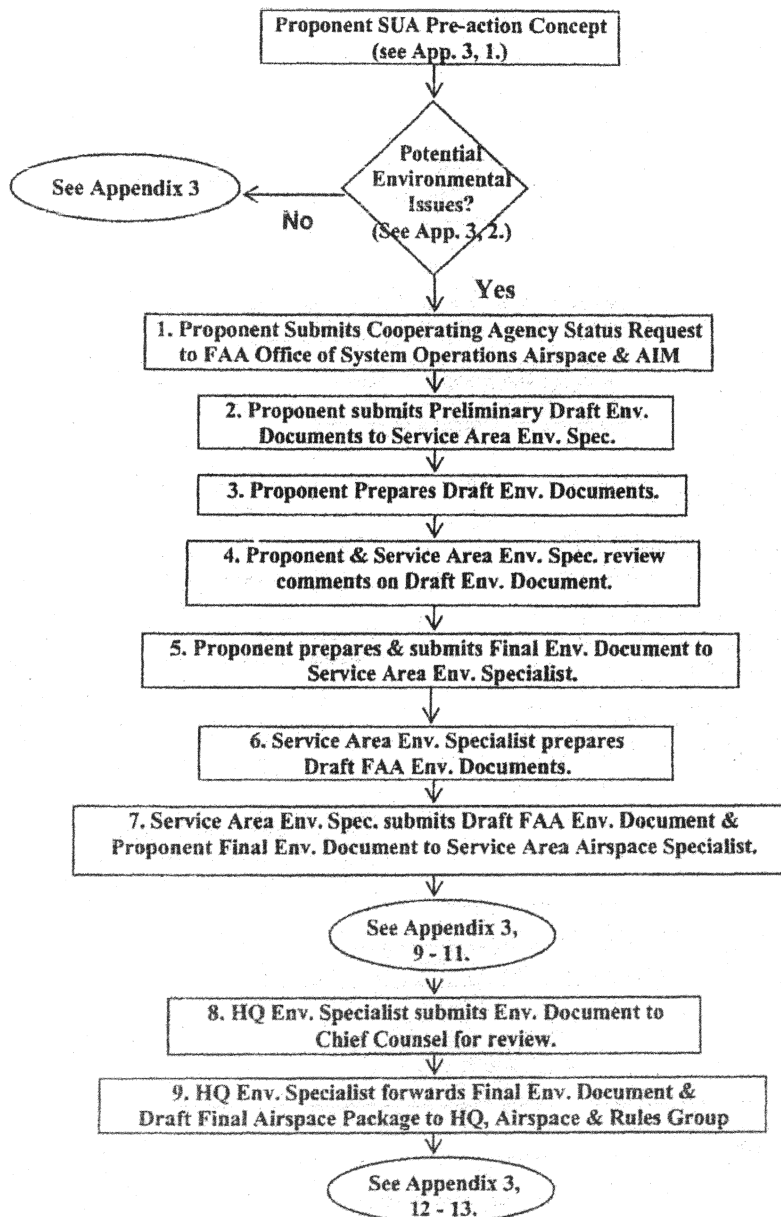 Proponent SUA Pre-action Concept
(see App. 3, 1.)
Potential
Environmental
Issues?
(See App. 3, 2.)
See Appendix 3
No
Yes
1. Proponent Submits Cooperating Agency Status Request
to FAA Office of System Operations Airspace & AIM
2. Proponent submits Preliminary Draft Env.
Documents to Service Area Env. Spec.
3. Proponent Prepares Draft Env. Documents.
4. Proponent & Service Area Env. Spec. review
comments on Draft Env. Document.
5. Proponent prepares & submits Final Env. Document to
Service Area Env. Specialist.
6. Service Area Env. Specialist prepares
Draft FAA Env. Documents.
7. Service Area Env. Spec. submits Draft FAA Env. Document &
Proponent Final Env. Document to Service Area Airspace Specialist.
See Appendix 3,
9 - 11.
8. HQ Env. Specialist submits Env. Document to
Chief Counsel for review.
9. HQ Env. Specialist forwards Final Env. Document &
Draft Final Airspace Package to HQ, Airspace & Rules Group
See Appendix 3,
12 - 13.